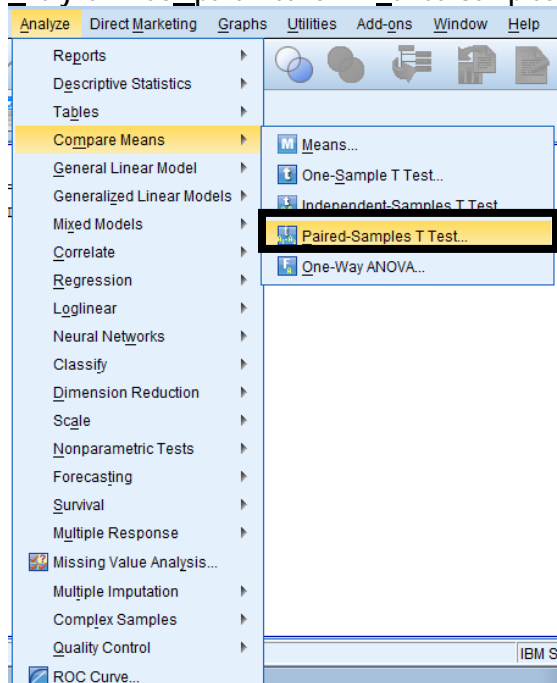 Analyze Direct Marketing Graphs Utilities Add-ons Window Help
Reports
Descriptive Statistics
Tables
Compare Means
General Linear Model
Generalized Linear Models
Mixed Models
Correlate
Regression
Loglinear
Neural Networks
Classify
Dimension Reduction
Scale
Nonparametric Tests
Forecasting
Survival
Multiple Response
Missing Value Analysis...
Multiple Imputation
Complex Samples
Quality Control
ROC Curve...
Means...
One-Sample T Test...
Independent-Samples T Test
Paired-Samples T Test...
One-Way ANOVA...
IBM S